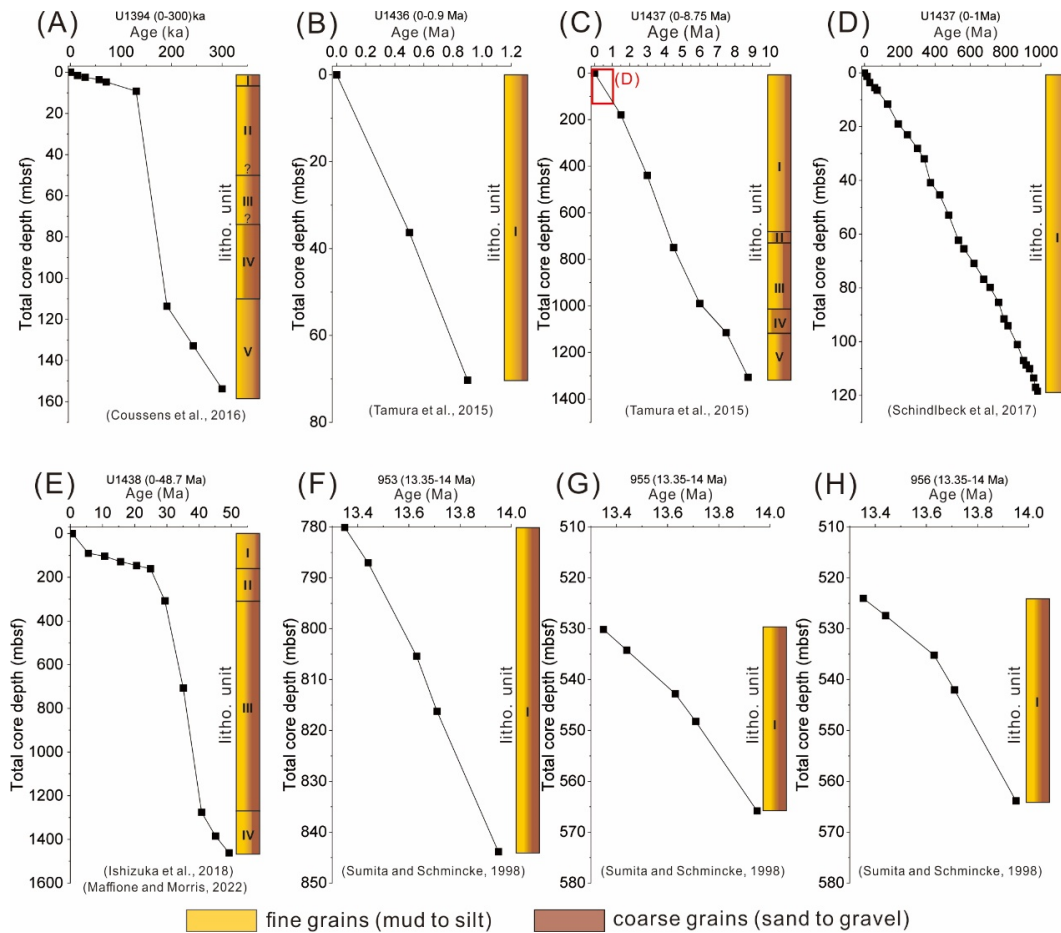 (A)
U1394 (0-300)ka
Age (ka)
0 100 200 300
Total core depth (mbsf)
0
20
40
60
80
100
120
140
160
litho. unit
I
II
?
III
?
IV
V
(Coussens et al., 2016)
(B)
U1436 (0-0.9 Ma)
Age (Ma)
0.0 0.3 0.6 0.9 1.2
Total core depth (mbsf)
0
20
40
60
80
litho. unit
I
(Tamura et al., 2015)
(C)
U1437 (0-8.75 Ma)
Age (Ma)
0 1 2 3 4 5 6 7 8 9 10
Total core depth (mbsf)
0
200
400
600
800
1000
1200
1400
(D)
litho. unit
I
II
III
IV
V
(Tamura et al., 2015)
(D)
U1437 (0-1Ma)
Age (Ma)
0 200 400 600 800 1000
Total core depth (mbsf)
0
20
40
60
80
100
120
litho. unit
I
(Schindlbeck et al, 2017)
(E)
U1438 (0-48.7 Ma)
Age (Ma)
0 10 20 30 40 50
Total core depth (mbsf)
0
200
400
600
800
1000
1200
1400
1600
litho. unit
I
II
III
IV
(Ishizuka et al., 2018)
(Maffione and Morris, 2022)
(F)
953 (13.35-14 Ma)
Age (Ma)
13.4 13.6 13.8 14.0
Total core depth (mbsf)
780
790
800
810
820
830
840
850
litho. unit
I
(Sumita and Schmincke, 1998)
(G)
955 (13.35-14 Ma)
Age (Ma)
13.4 13.6 13.8 14.0
Total core depth (mbsf)
510
520
530
540
550
560
570
580
litho. unit
I
(Sumita and Schmincke, 1998)
(H)
956 (13.35-14 Ma)
Age (Ma)
13.4 13.6 13.8 14.0
Total core depth (mbsf)
510
520
530
540
550
560
570
580
litho. unit
I
(Sumita and Schmincke, 1998)
fine grains (mud to silt)
coarse grains (sand to gravel)